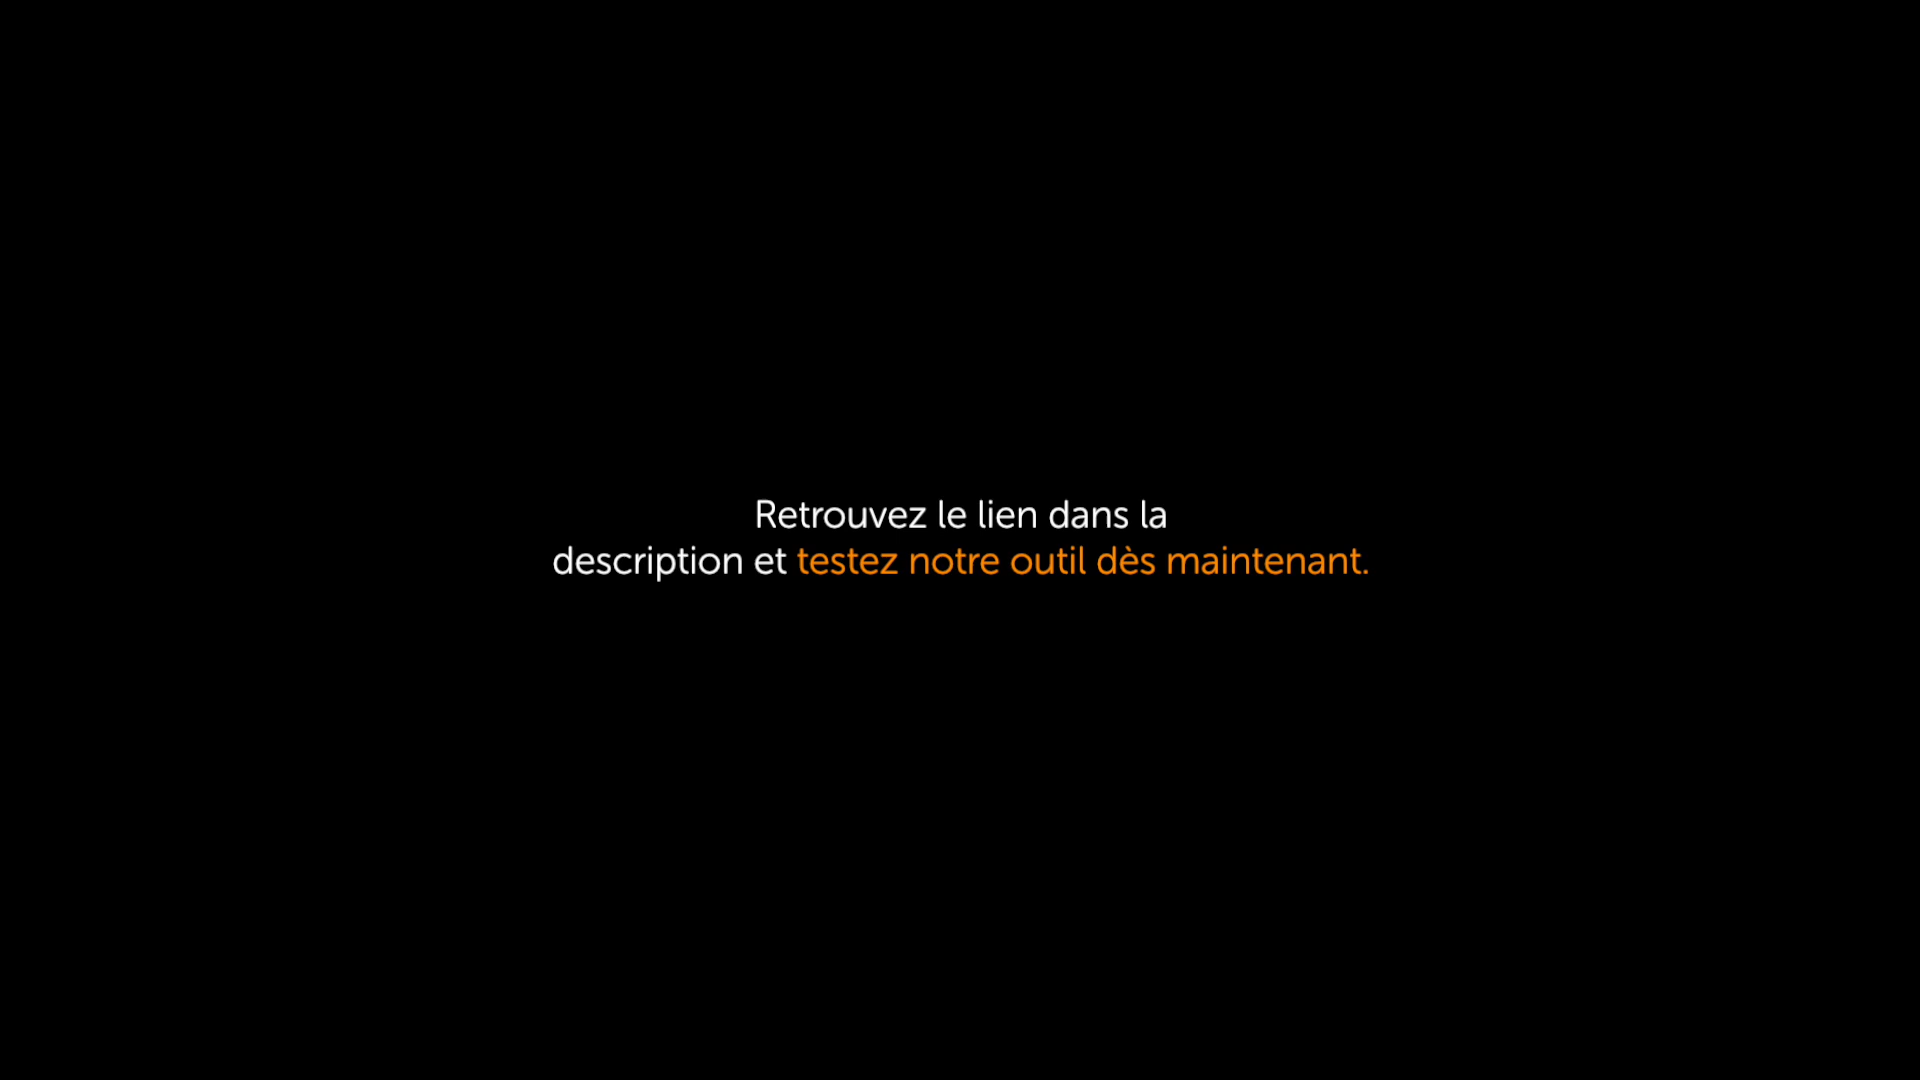 Retrouvez le lien dans la
description et testez notre outil dès maintenant.